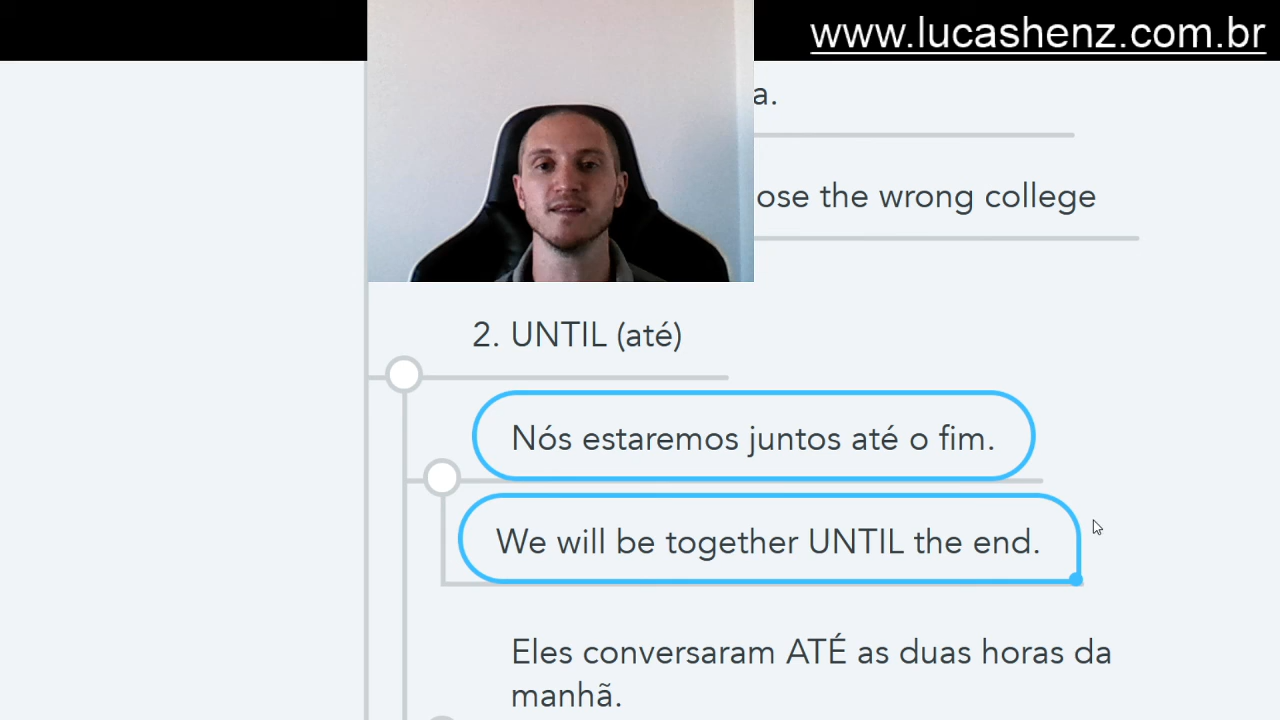 www.lucashenz.com.br
a.
the wrong college
2. UNTIL (até)
Nós estaremos juntos até o fim.
We will be together UNTIL the end.
Eles conversaram ATÉ as duas horas da
manhã.